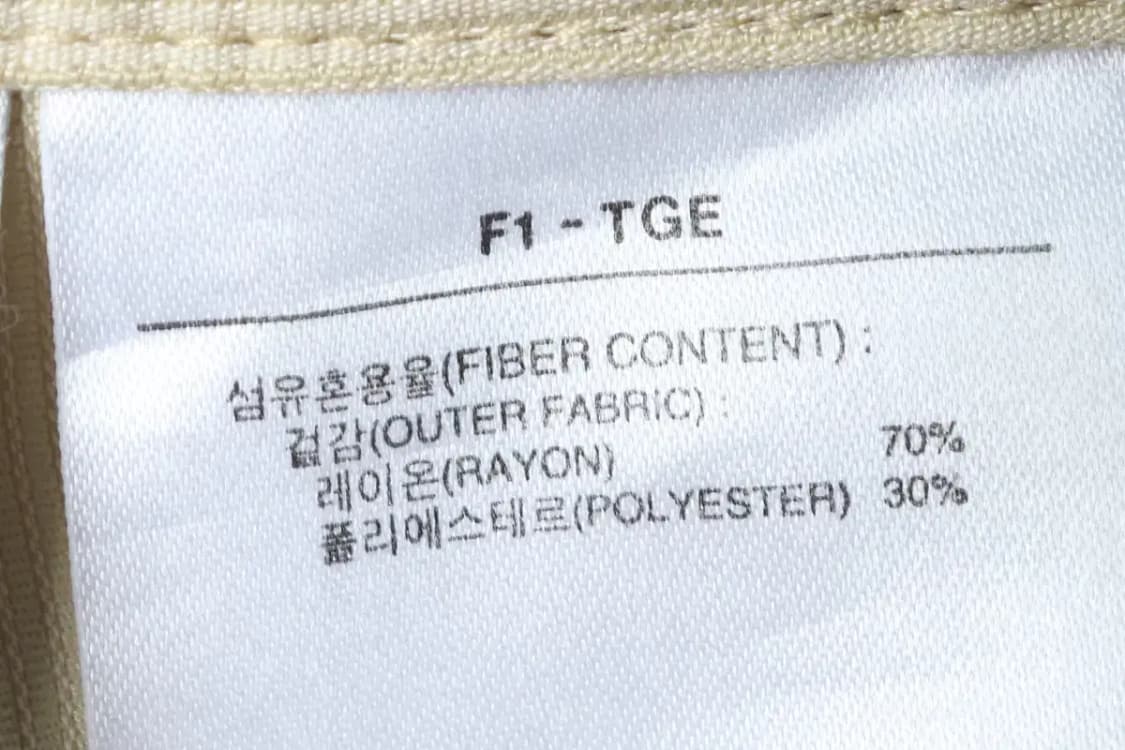 F1 - TGE
섬유혼용율(FIBER CONTENT) :
겉감(OUTER FABRIC) :
레이온(RAYON) 70%
폴리에스테르(POLYESTER) 30%